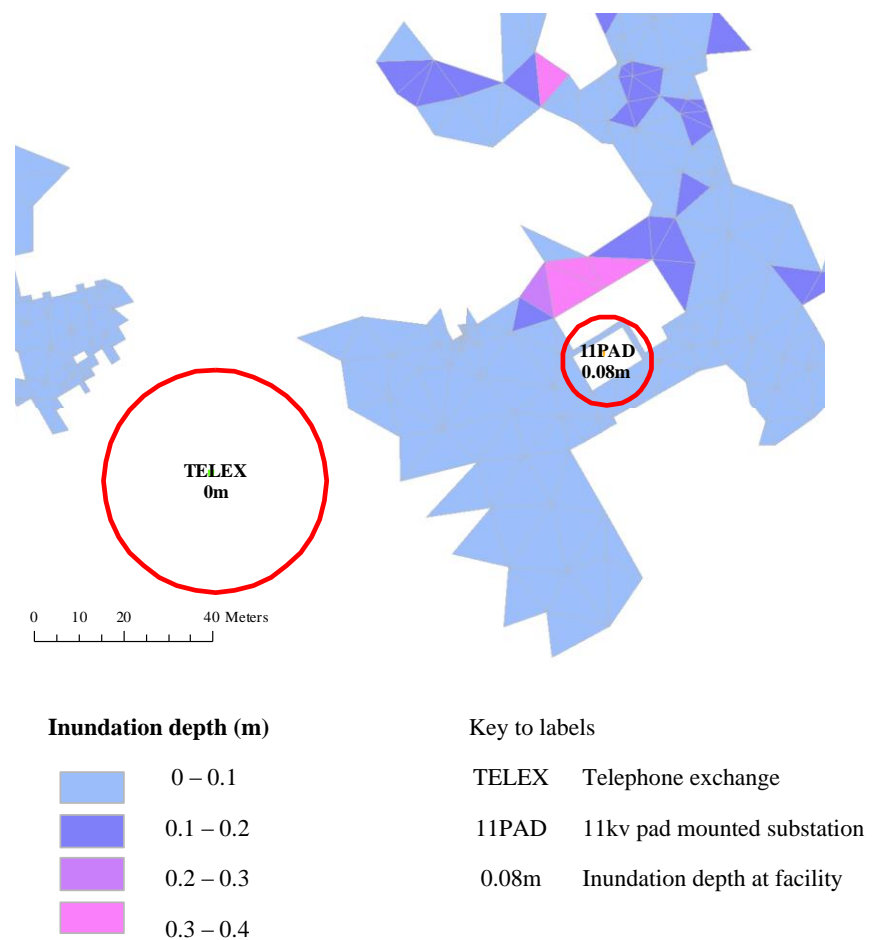 11PAD
0.08m
TELEX
0m
0 10 20 40 Meters
Inundation depth (m)
0 – 0.1
0.1 – 0.2
0.2 – 0.3
0.3 – 0.4
Key to labels
TELEX Telephone exchange
11PAD 11kv pad mounted substation
0.08m Inundation depth at facility